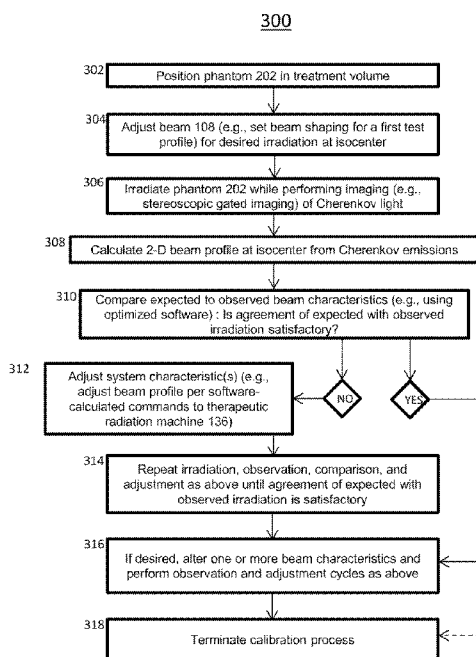 300
302
Position phantom 202 in treatment volume
304
Adjust beam 108 (e.g., set beam shaping for a first test
profile) for desired irradiation at isocenter
306
Irradiate phantom 202 while performing imaging (e.g.,
stereoscopic gated imaging) of Cherenkov light
308
Calculate 2-D beam profile at isocenter from Cherenkov emissions
310
Compare expected to observed beam characteristics (e.g., using
optimized software) : Is agreement of expected with observed
irradiation satisfactory?
312
Adjust system characteristic(s) (e.g.,
adjust beam profile per software-
calculated commands to therapeutic
radiation machine 136)
NO
YES
314
Repeat irradiation, observation, comparison, and
adjustment as above until agreement of expected with
observed irradiation is satisfactory
316
If desired, alter one or more beam characteristics and
perform observation and adjustment cycles as above
318
Terminate calibration process